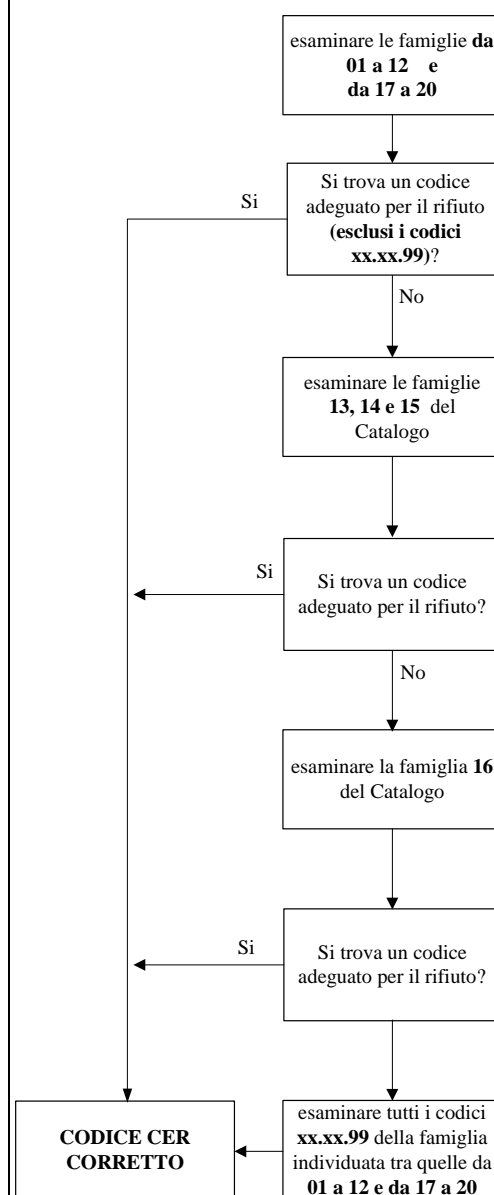 esaminare le famiglie da
01 a 12 e
da 17 a 20
Si trova un codice
adeguato per il rifiuto
(esclusi i codici
xx.xx.99)?
Si
No
esaminare le famiglie
13, 14 e 15 del
Catalogo
Si
Si trova un codice
adeguato per il rifiuto?
No
esaminare la famiglia 16
del Catalogo
Si
Si trova un codice
adeguato per il rifiuto?
esaminare tutti i codici
xx.xx.99 della famiglia
individuata tra quelle da
01 a 12 e da 17 a 20
CODICE CER
CORRETTO